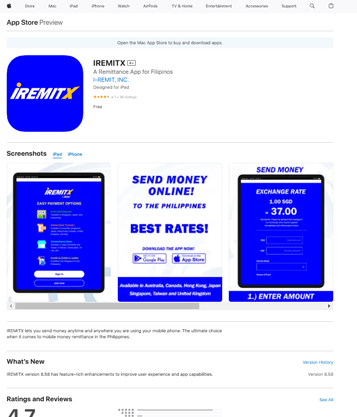 Store Mac iPad iPhone Watch AirPods TV & Home Entertainment Accessories Support
App Store Preview
Open the Mac App Store to buy and download apps.
iREMITX
IREMITX 4+
A Remittance App for Filipinos
I-REMIT, INC.
Designed for iPad
Free
Screenshots iPad iPhone
iREMITX
EASY PAYMENT OPTIONS
Sign In
SEND MONEY
ONLINE!
TO THE PHILIPPINES
BEST RATES!
DOWNLOAD THE APP NOW!
Google Play
App Store
Available in Australia, Canada, Hong Kong, Japan
Singapore, Taiwan and United Kingdom
SEND MONEY
TO THE PHILIPPINES
EXCHANGE RATE
1.00 SGD
37.00
1.) ENTER AMOUNT
iREMITX lets you send money anytime and anywhere you are using your mobile phone. The ultimate choice
when it comes to mobile money remittance in the Philippines.
What's New
Version History
iREMITX version 8.58 has feature-rich enhancements to improve user experience and app capabilities.
Version 8.58
Ratings and Reviews
See All
4.7